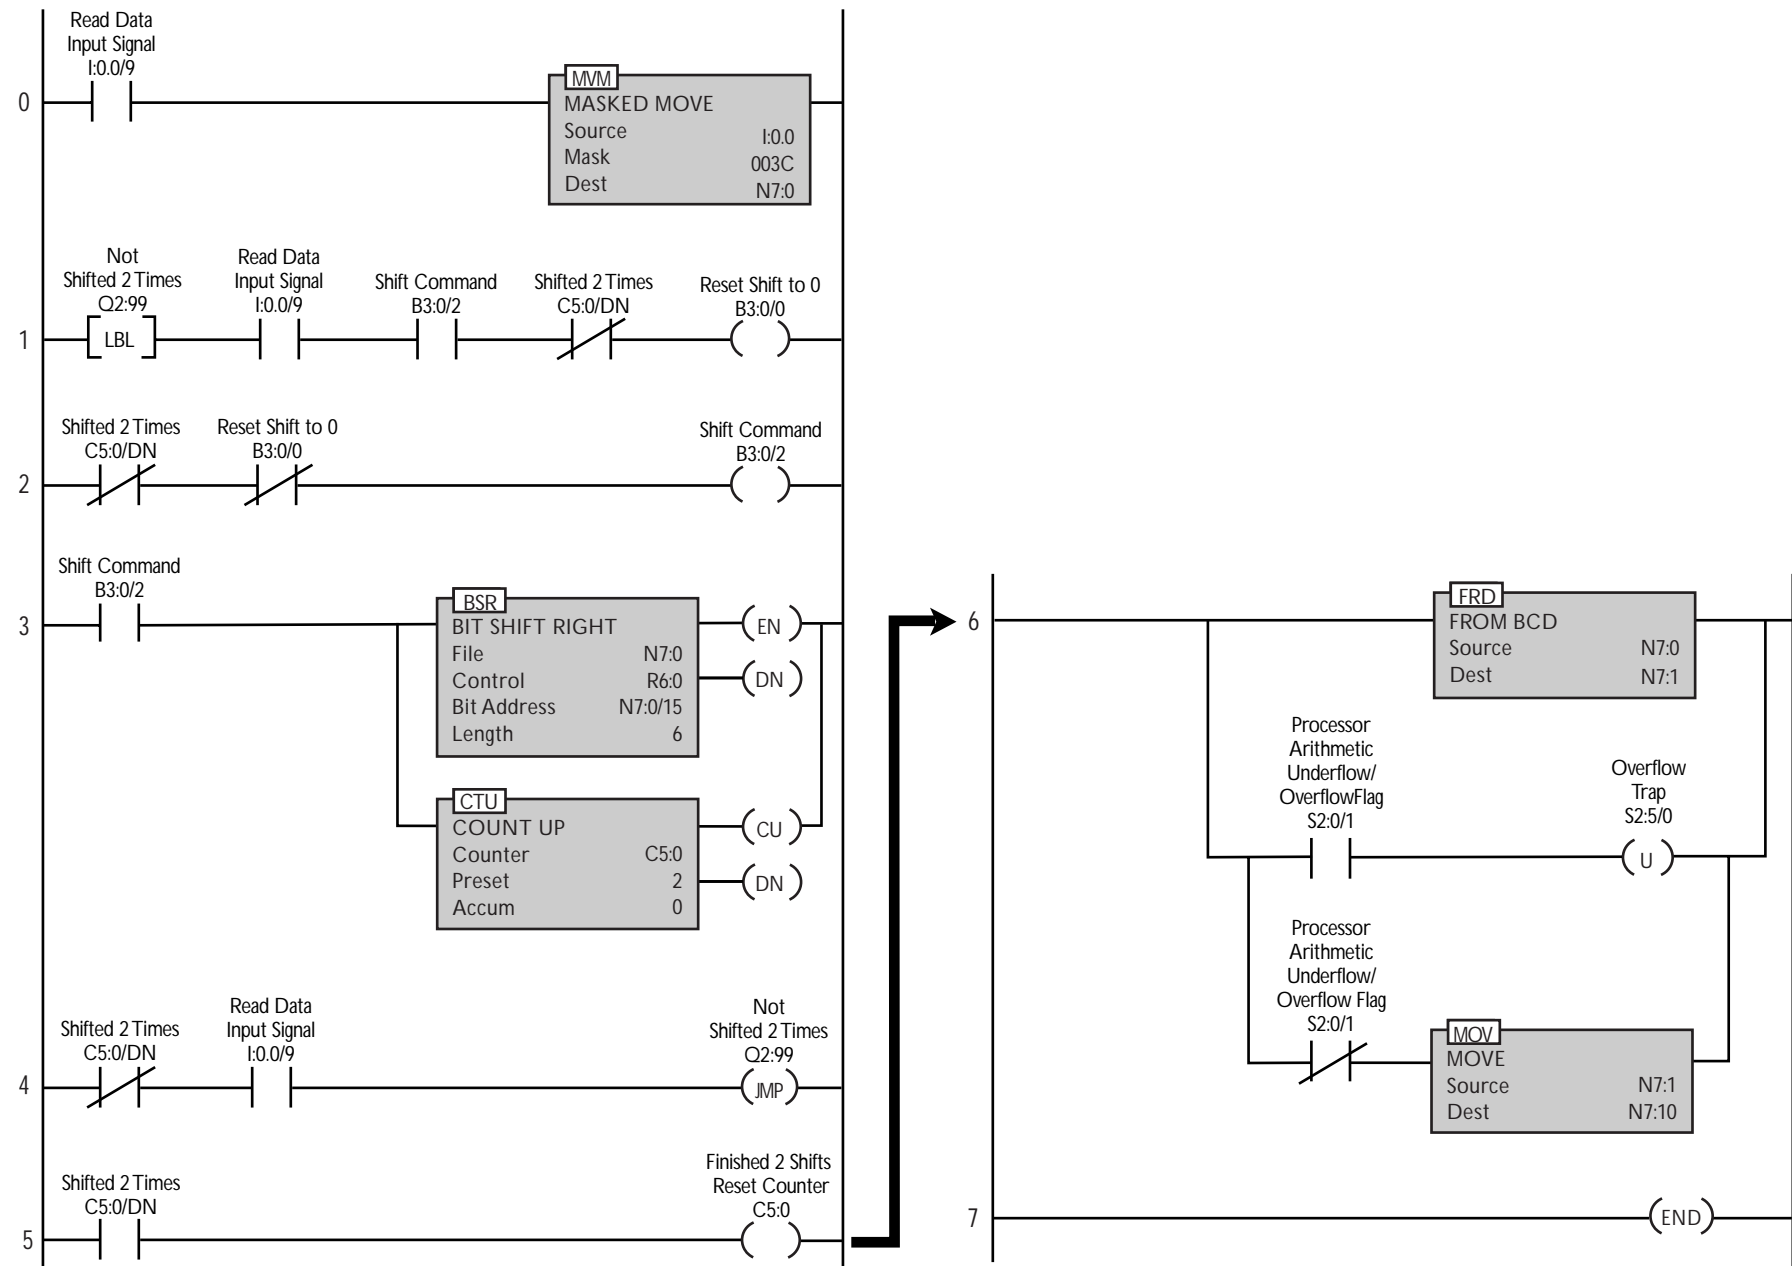 Read Data
Input Signal
I:0.0/9
0
MVM
MASKED MOVE
Source I:0.0
Mask 003C
Dest N7:0
Not
Shifted 2 Times
Q2:99
LBL
Read Data
Input Signal
I:0.0/9
Shift Command
B3:0/2
Shifted 2 Times
C5:0/DN
Reset Shift to 0
B3:0/0
1
Shifted 2 Times
C5:0/DN
Reset Shift to 0
B3:0/0
Shift Command
B3:0/2
2
Shift Command
B3:0/2
3
BSR
BIT SHIFT RIGHT
File N7:0
Control R6:0
Bit Address N7:0/15
Length 6
EN
DN
CTU
COUNT UP
Counter C5:0
Preset 2
Accum 0
CU
DN
Shifted 2 Times
C5:0/DN
Read Data
Input Signal
I:0.0/9
Not
Shifted 2 Times
Q2:99
JMP
4
Shifted 2 Times
C5:0/DN
Finished 2 Shifts
Reset Counter
C5:0
5
6
FRD
FROM BCD
Source N7:0
Dest N7:1
Processor
Arithmetic
Underflow/
OverflowFlag
S2:0/1
Overflow
Trap
S2:5/0
U
Processor
Arithmetic
Underflow/
Overflow Flag
S2:0/1
MOV
MOVE
Source N7:1
Dest N7:10
7
END